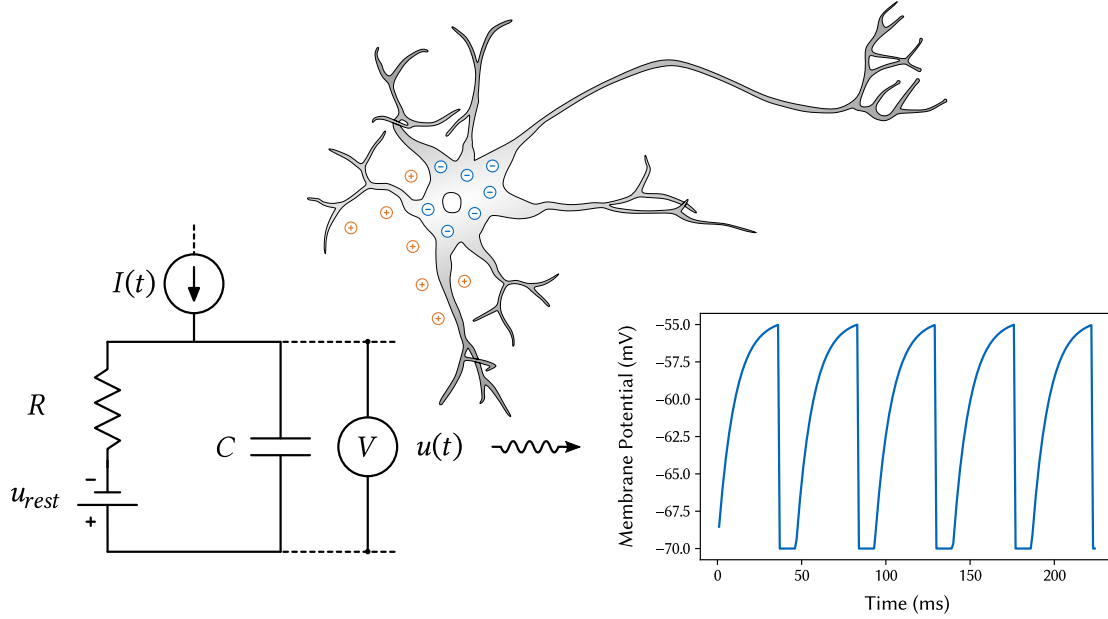 I(t)
R
C
V
u(t)
u_rest
−
+
Membrane Potential (mV)
−55.0
−57.5
−60.0
−62.5
−65.0
−67.5
−70.0
0
50
100
150
200
Time (ms)